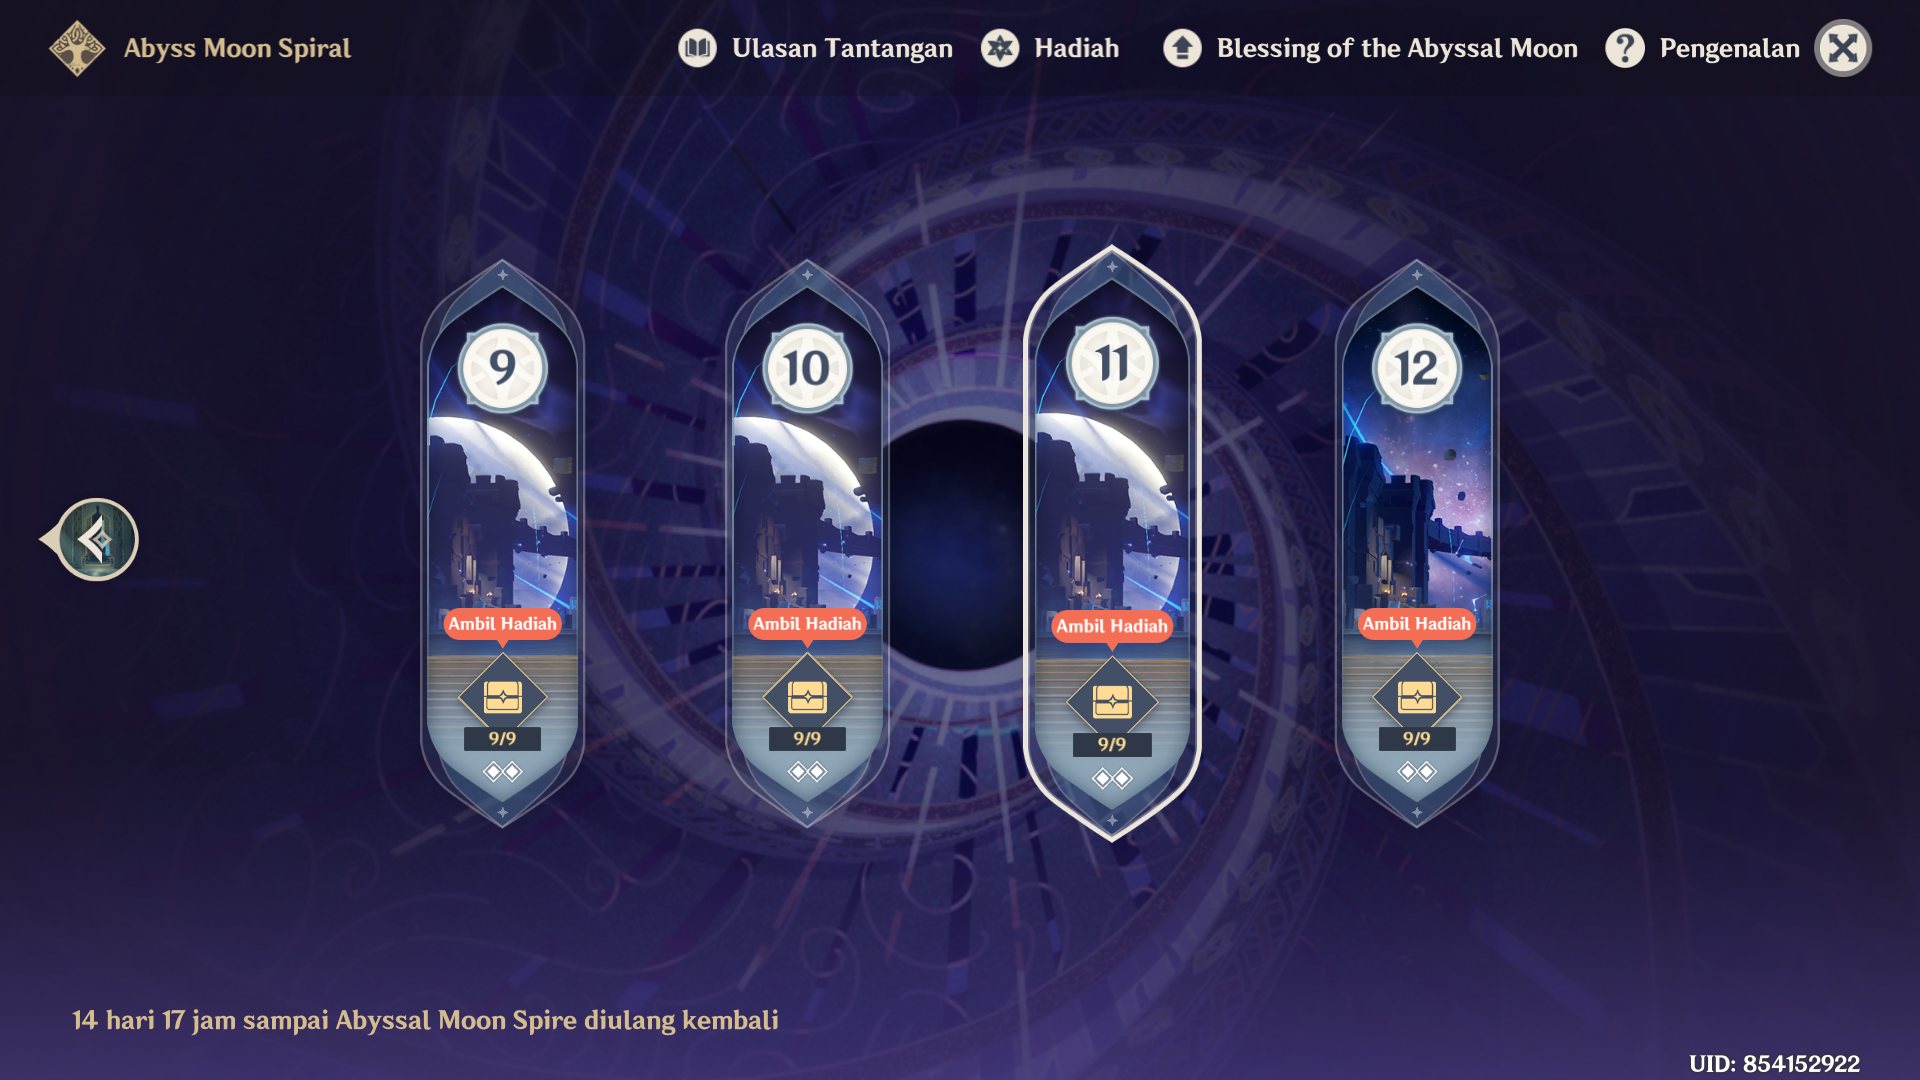 Abyss Moon Spiral
Ulasan Tantangan
Hadiah
Blessing of the Abyssal Moon
? Pengenalan
9
10
11
12
Ambil Hadiah
Ambil Hadiah
Ambil Hadiah
Ambil Hadiah
9/9
9/9
9/9
9/9
14 hari 17 jam sampai Abyssal Moon Spire diulang kembali
UID: 854152922